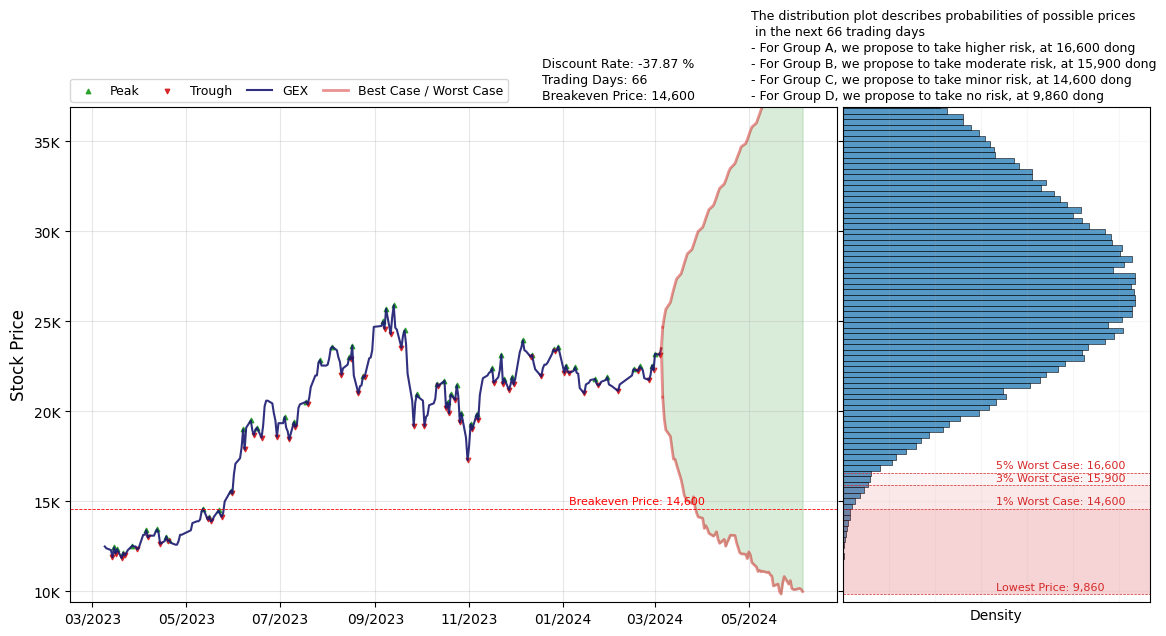 The distribution plot describes probabilities of possible prices
in the next 66 trading days
- For Group A, we propose to take higher risk, at 16,600 dong
- For Group B, we propose to take moderate risk, at 15,900 dong
- For Group C, we propose to take minor risk, at 14,600 dong
- For Group D, we propose to take no risk, at 9,860 dong
Discount Rate: -37.87 %
Trading Days: 66
Breakeven Price: 14,600
Peak
Trough
GEX
Best Case / Worst Case
Stock Price
35K
30K
25K
20K
15K
10K
Breakeven Price: 14,600
5% Worst Case: 16,600
3% Worst Case: 15,900
1% Worst Case: 14,600
Lowest Price: 9,860
03/2023
05/2023
07/2023
09/2023
11/2023
01/2024
03/2024
05/2024
Density